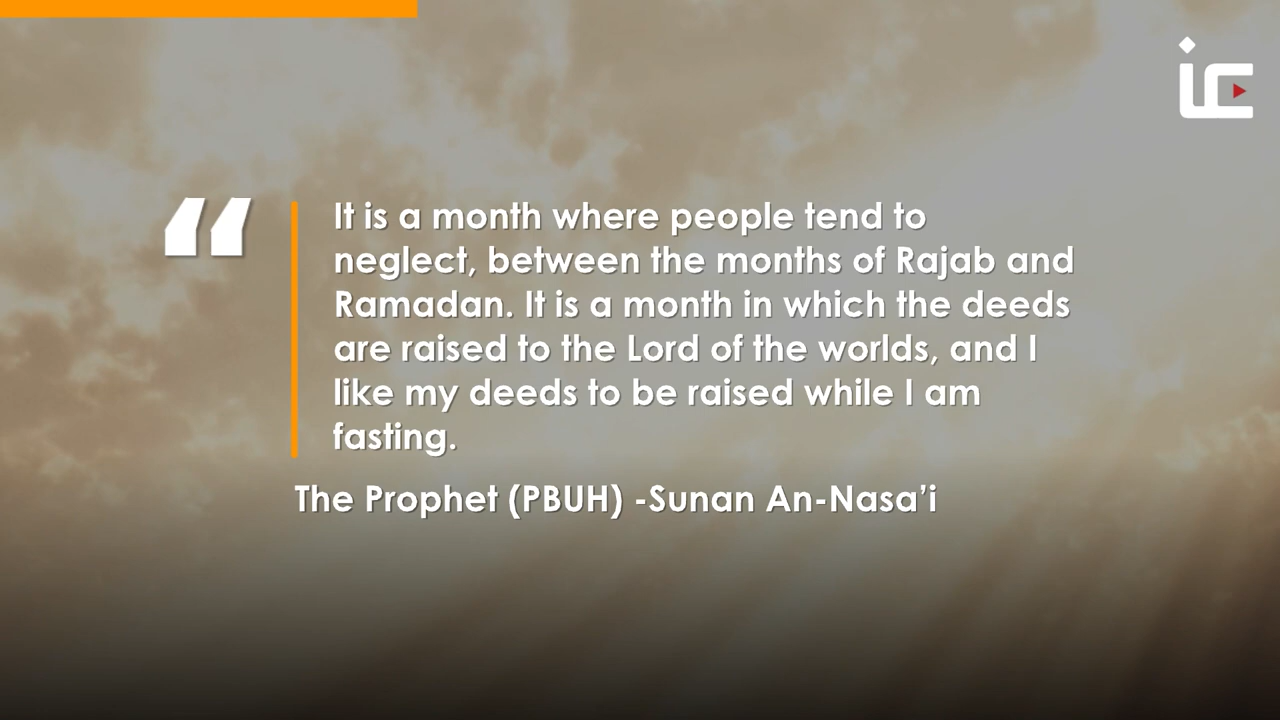 ic
“
It is a month where people tend to
neglect, between the months of Rajab and
Ramadan. It is a month in which the deeds
are raised to the Lord of the worlds, and I
like my deeds to be raised while I am
fasting.
The Prophet (PBUH) -Sunan An-Nasa’i